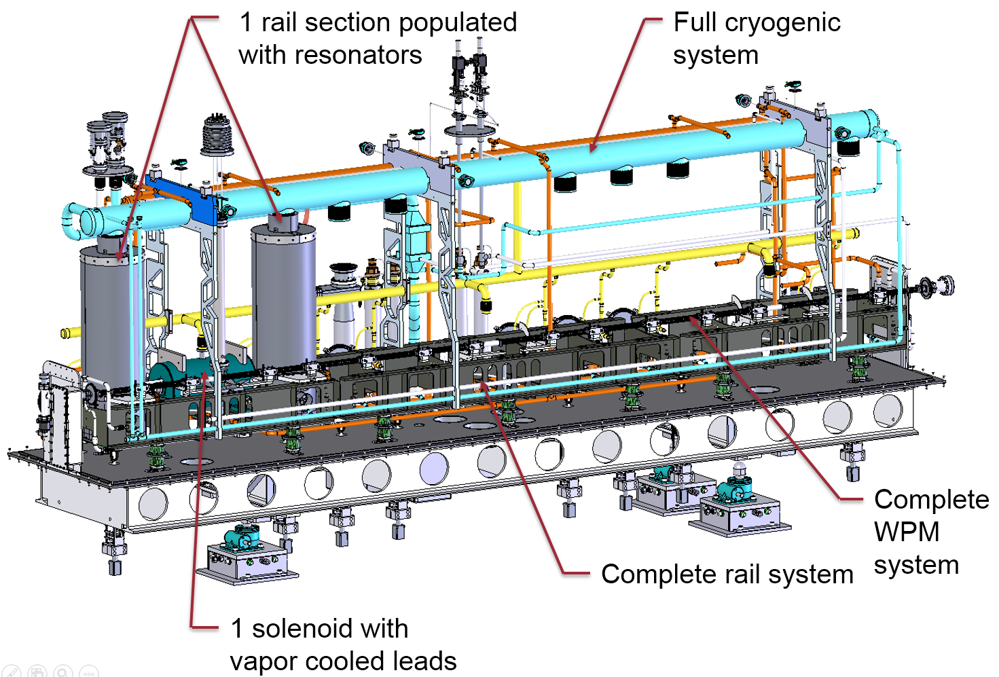 1 rail section populated
with resonators
Full cryogenic
system
Complete
WPM
system
Complete rail system
1 solenoid with
vapor cooled leads